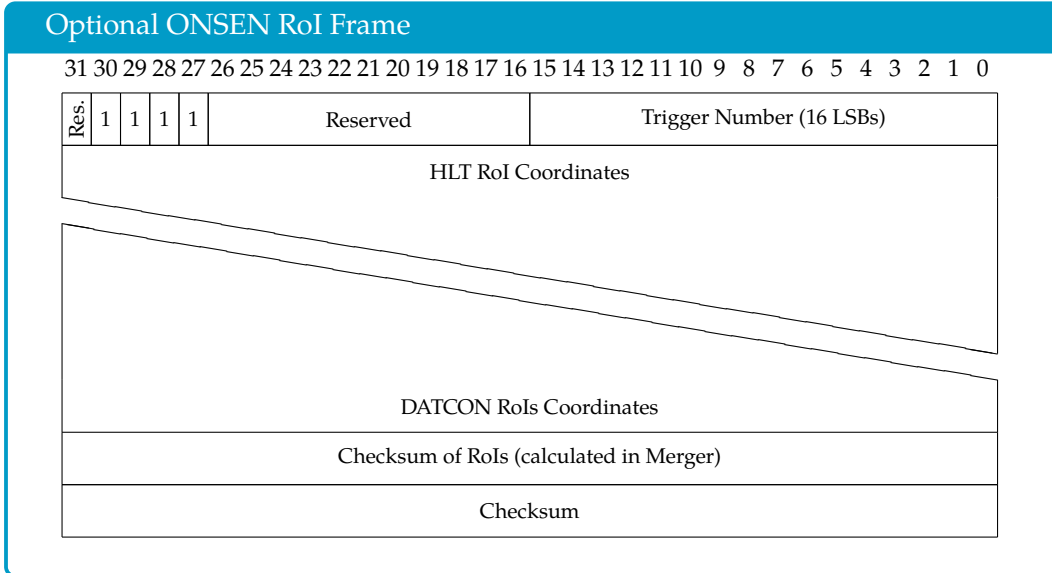 Optional ONSEN RoI Frame
31 30 29 28 27 26 25 24 23 22 21 20 19 18 17 16 15 14 13 12 11 10 9 8 7 6 5 4 3 2 1 0
Res. 1 1 1 1 Reserved Trigger Number (16 LSBs)
HLT RoI Coordinates
DATCON RoIs Coordinates
Checksum of RoIs (calculated in Merger)
Checksum